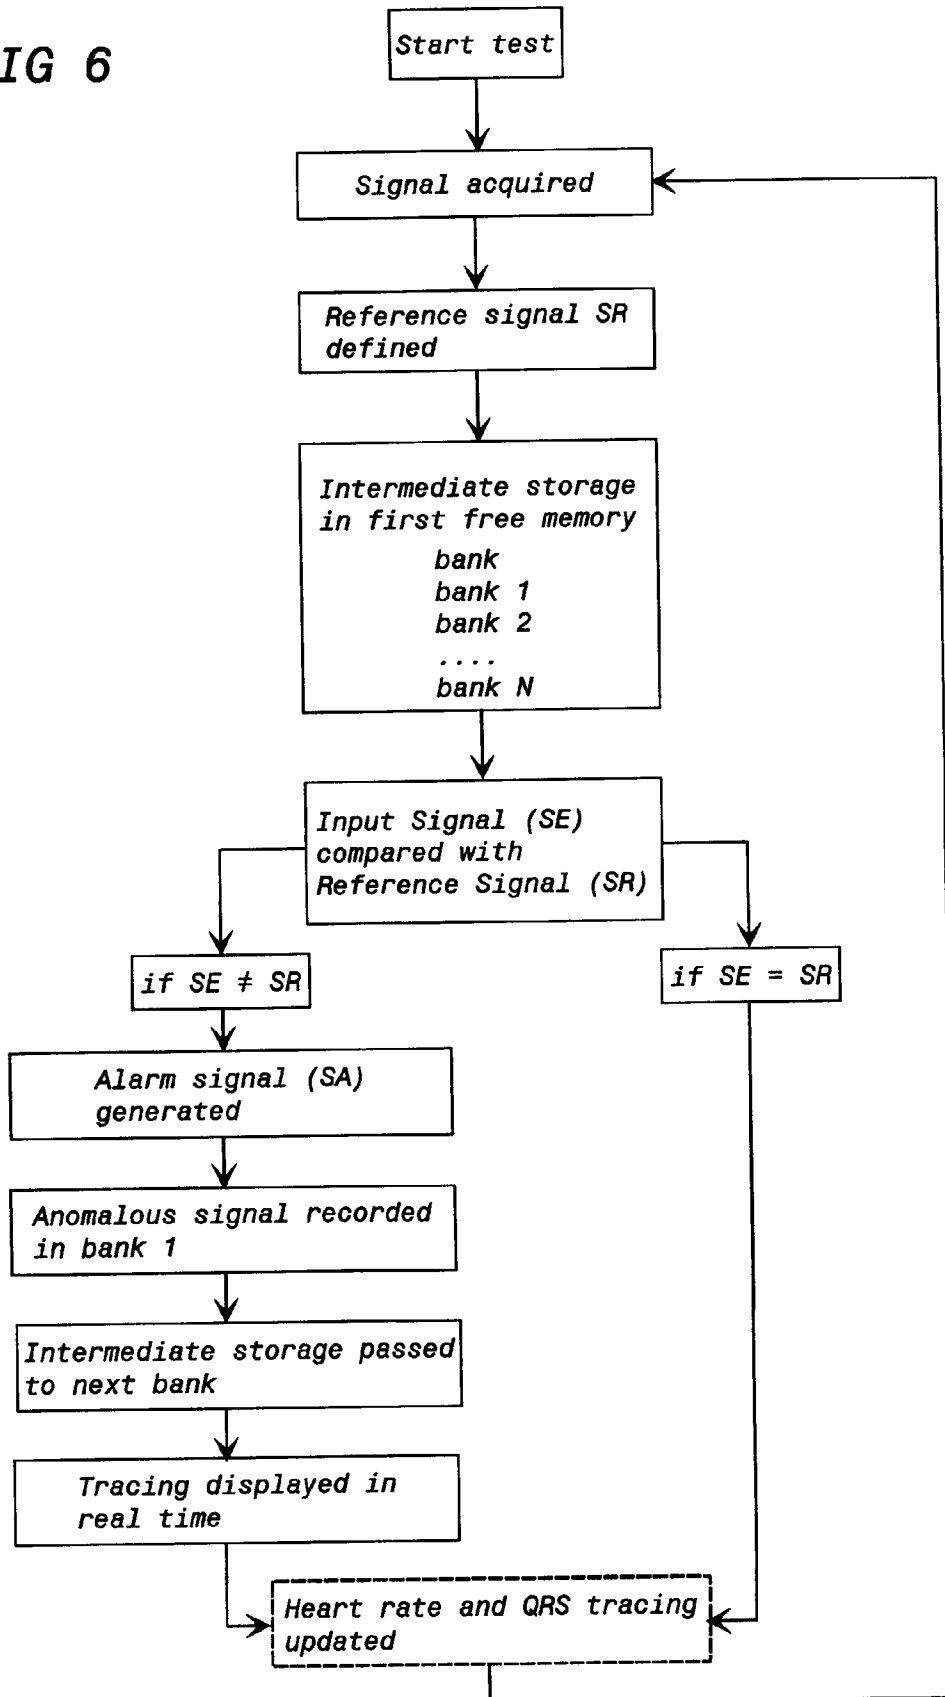 IG 6
Start test
Signal acquired
Reference signal SR
defined
Intermediate storage
in first free memory
bank
bank 1
bank 2
....
bank N
Input Signal (SE)
compared with
Reference Signal (SR)
if SE ≠ SR
if SE = SR
Alarm signal (SA)
generated
Anomalous signal recorded
in bank 1
Intermediate storage passed
to next bank
Tracing displayed in
real time
Heart rate and QRS tracing
updated